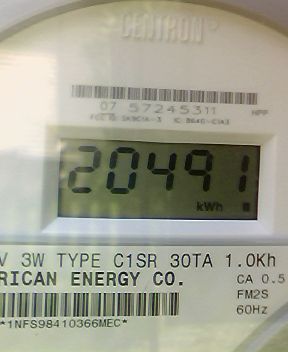 CENTRON®
07 57245311
HPP
20491
kWh
V 3W TYPE C1SR 30TA 1.0Kh
RICAN ENERGY CO.
CA 0.5
FM2S
60Hz
*1NFS98410366MEC*